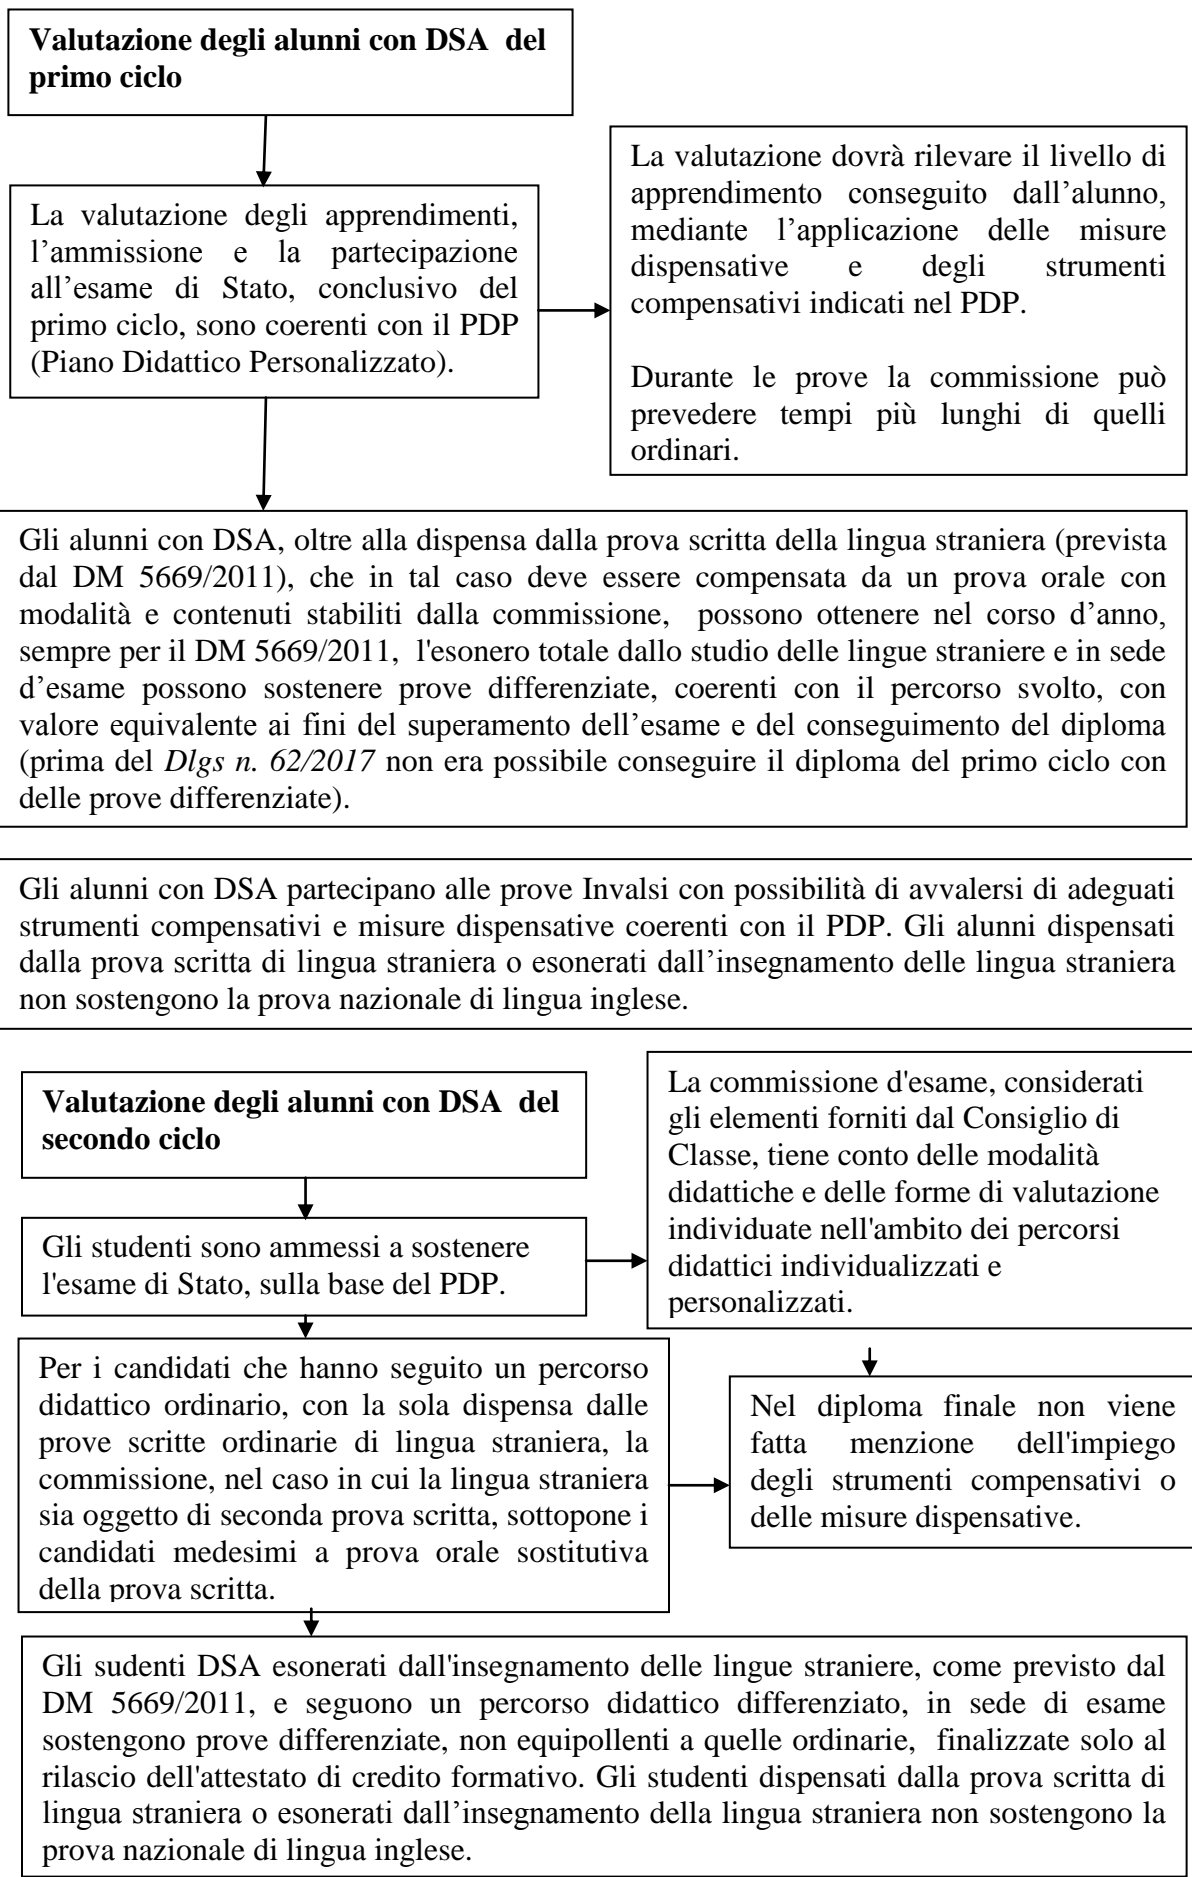 Valutazione degli alunni con DSA  del
primo ciclo
La valutazione degli apprendimenti,
l’ammissione e la partecipazione
all’esame di Stato, conclusivo del
primo ciclo, sono coerenti con il PDP
(Piano Didattico Personalizzato).
La valutazione dovrà rilevare il livello di
apprendimento conseguito dall’alunno,
mediante l’applicazione delle misure
dispensative e degli strumenti
compensativi indicati nel PDP.
Durante le prove la commissione può
prevedere tempi più lunghi di quelli
ordinari.
Gli alunni con DSA, oltre alla dispensa dalla prova scritta della lingua straniera (prevista
dal DM 5669/2011), che in tal caso deve essere compensata da un prova orale con
modalità e contenuti stabiliti dalla commissione,  possono ottenere nel corso d’anno,
sempre per il DM 5669/2011,  l'esonero totale dallo studio delle lingue straniere e in sede
d’esame possono sostenere prove differenziate, coerenti con il percorso svolto, con
valore equivalente ai fini del superamento dell’esame e del conseguimento del diploma
(prima del Dlgs n. 62/2017 non era possibile conseguire il diploma del primo ciclo con
delle prove differenziate).
Gli alunni con DSA partecipano alle prove Invalsi con possibilità di avvalersi di adeguati
strumenti compensativi e misure dispensative coerenti con il PDP. Gli alunni dispensati
dalla prova scritta di lingua straniera o esonerati dall’insegnamento delle lingua straniera
non sostengono la prova nazionale di lingua inglese.
Valutazione degli alunni con DSA  del
secondo ciclo
Gli studenti sono ammessi a sostenere
l'esame di Stato, sulla base del PDP.
La commissione d'esame, considerati
gli elementi forniti dal Consiglio di
Classe, tiene conto delle modalità
didattiche e delle forme di valutazione
individuate nell'ambito dei percorsi
didattici individualizzati e
personalizzati.
Per i candidati che hanno seguito un percorso
didattico ordinario, con la sola dispensa dalle
prove scritte ordinarie di lingua straniera, la
commissione, nel caso in cui la lingua straniera
sia oggetto di seconda prova scritta, sottopone i
candidati medesimi a prova orale sostitutiva
della prova scritta.
Nel diploma finale non viene
fatta menzione dell'impiego
degli strumenti compensativi o
delle misure dispensative.
Gli sudenti DSA esonerati dall'insegnamento delle lingue straniere, come previsto dal
DM 5669/2011, e seguono un percorso didattico differenziato, in sede di esame
sostengono prove differenziate, non equipollenti a quelle ordinarie,  finalizzate solo al
rilascio dell'attestato di credito formativo. Gli studenti dispensati dalla prova scritta di
lingua straniera o esonerati dall’insegnamento della lingua straniera non sostengono la
prova nazionale di lingua inglese.